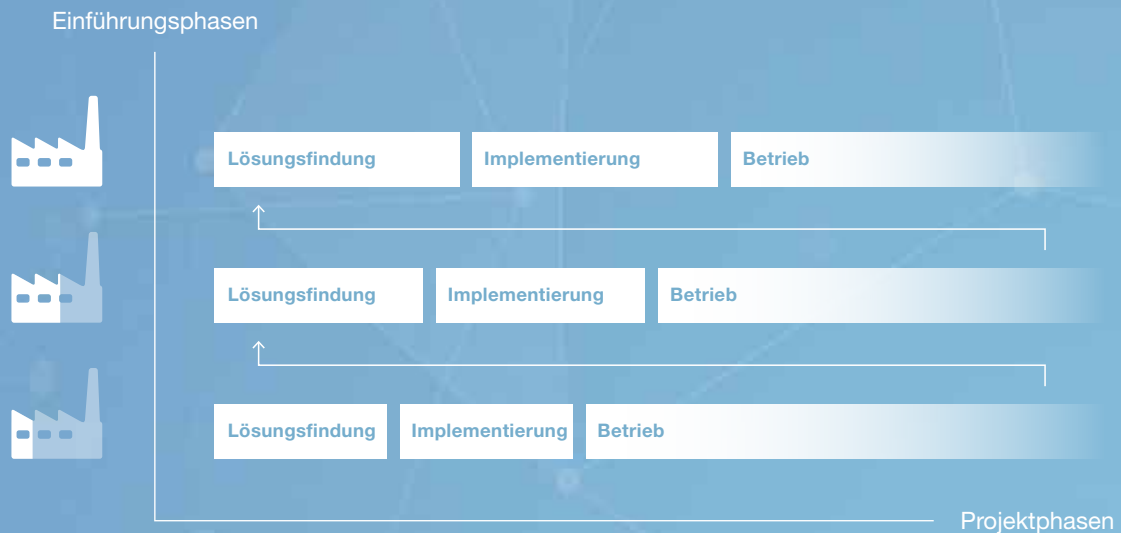 Einführungsphasen
Lösungsfindung Implementierung Betrieb
Lösungsfindung Implementierung Betrieb
Lösungsfindung Implementierung Betrieb
Projektphasen